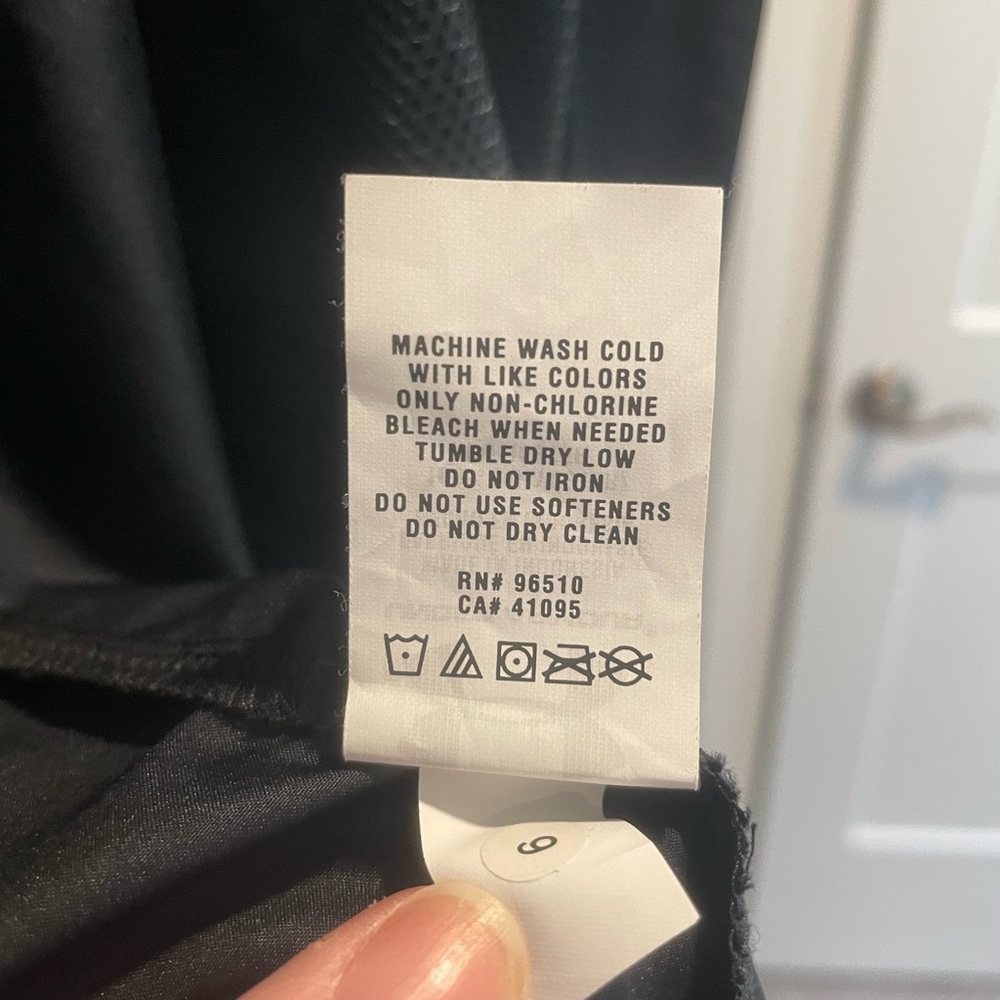 MACHINE WASH COLD
WITH LIKE COLORS
ONLY NON-CHLORINE
BLEACH WHEN NEEDED
TUMBLE DRY LOW
DO NOT IRON
DO NOT USE SOFTENERS
DO NOT DRY CLEAN
RN# 96510
CA# 41095